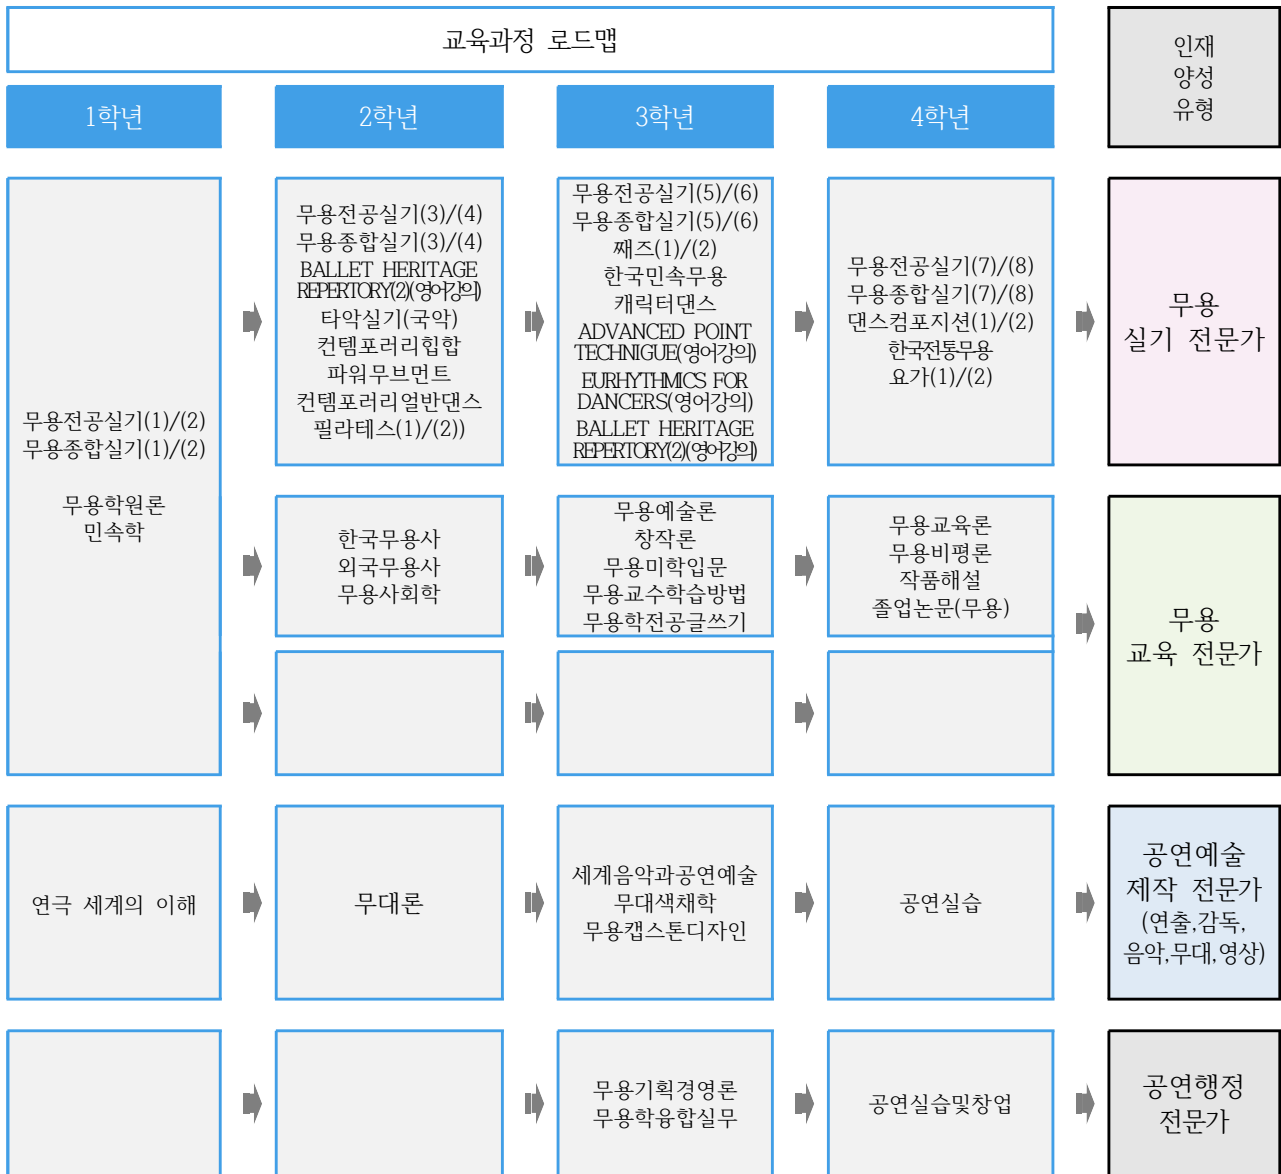 교육과정 로드맵
인재
양성
유형
1학년
2학년
3학년
4학년
무용전공실기(1)/(2)
무용종합실기(1)/(2)
무용학원론
민속학
무용전공실기(3)/(4)
무용종합실기(3)/(4)
BALLET HERITAGE
REPERTORY(2)(영어강의)
타악실기(국악)
컨템포러리힙합
파워무브먼트
컨템포러리얼반댄스
필라테스(1)/(2))
무용전공실기(5)/(6)
무용종합실기(5)/(6)
째즈(1)/(2)
한국민속무용
캐릭터댄스
ADVANCED POINT
TECHNIGUE(영어강의)
EURHYTHMICS FOR
DANCERS(영어강의)
BALLET HERITAGE
REPERTORY(2)(영어강의)
무용전공실기(7)/(8)
무용종합실기(7)/(8)
댄스컴포지션(1)/(2)
한국전통무용
요가(1)/(2)
무용
실기 전문가
한국무용사
외국무용사
무용사회학
무용예술론
창작론
무용미학입문
무용교수학습방법
무용학전공글쓰기
무용교육론
무용비평론
작품해설
졸업논문(무용)
무용
교육 전문가
연극 세계의 이해
무대론
세계음악과공연예술
무대색채학
무용캡스톤디자인
공연실습
공연예술
제작 전문가
(연출,감독,
음악,무대,영상)
무용기획경영론
무용학융합실무
공연실습및창업
공연행정
전문가